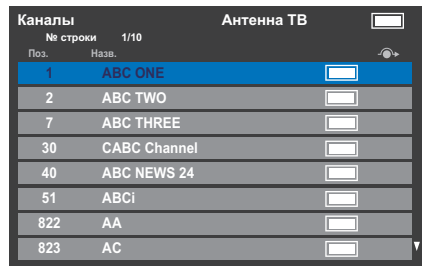 Каналы Антенна ТВ
№ строки 1/10
Поз. Назв.
1 ABC ONE
2 ABC TWO
7 ABC THREE
30 CABC Channel
40 ABC NEWS 24
51 ABCi
822 AA
823 AC